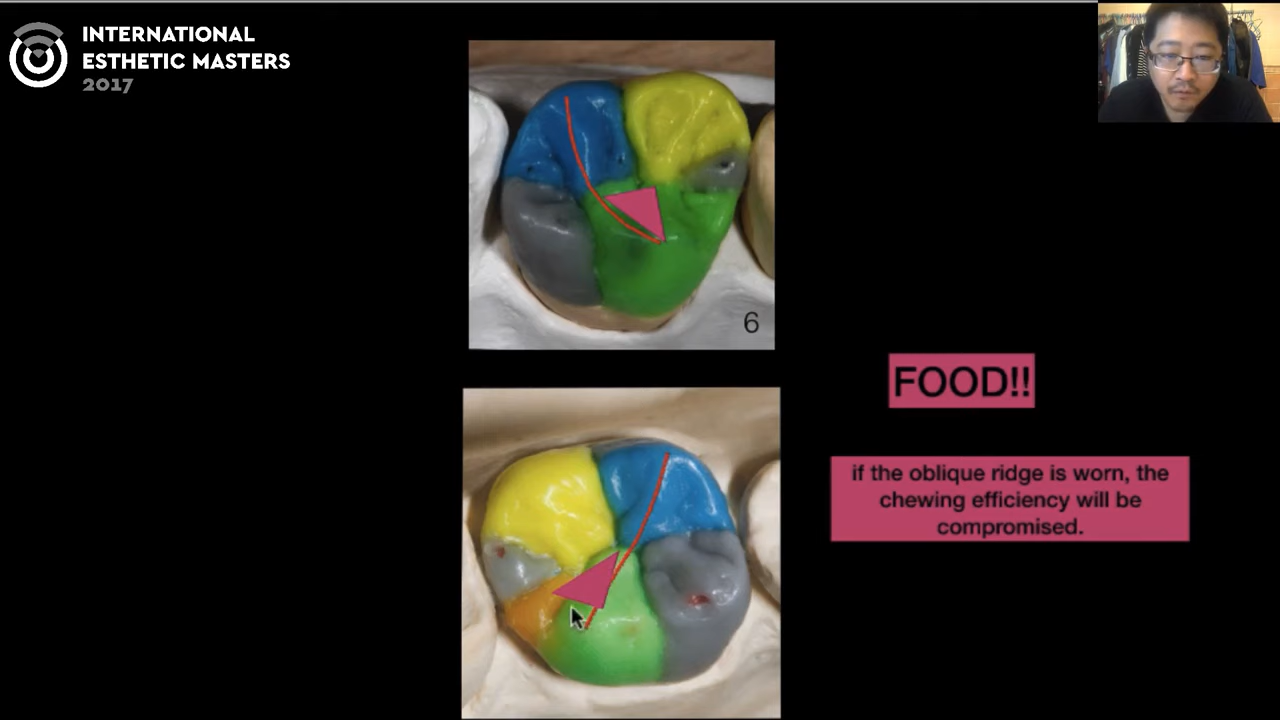 INTERNATIONAL
ESTHETIC MASTERS
2017
6
FOOD!!
if the oblique ridge is worn, the
chewing efficiency will be
compromised.